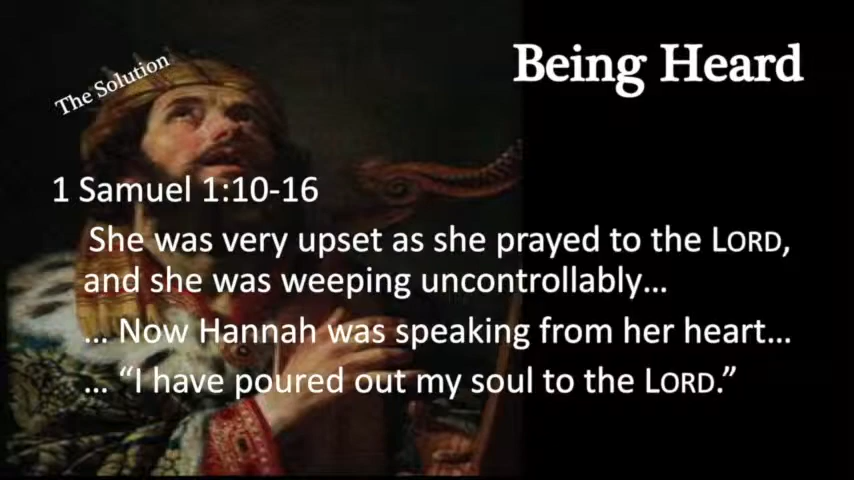 The Solution
Being Heard
1 Samuel 1:10-16
She was very upset as she prayed to the LORD,
and she was weeping uncontrollably…
… Now Hannah was speaking from her heart…
… “I have poured out my soul to the LORD.”